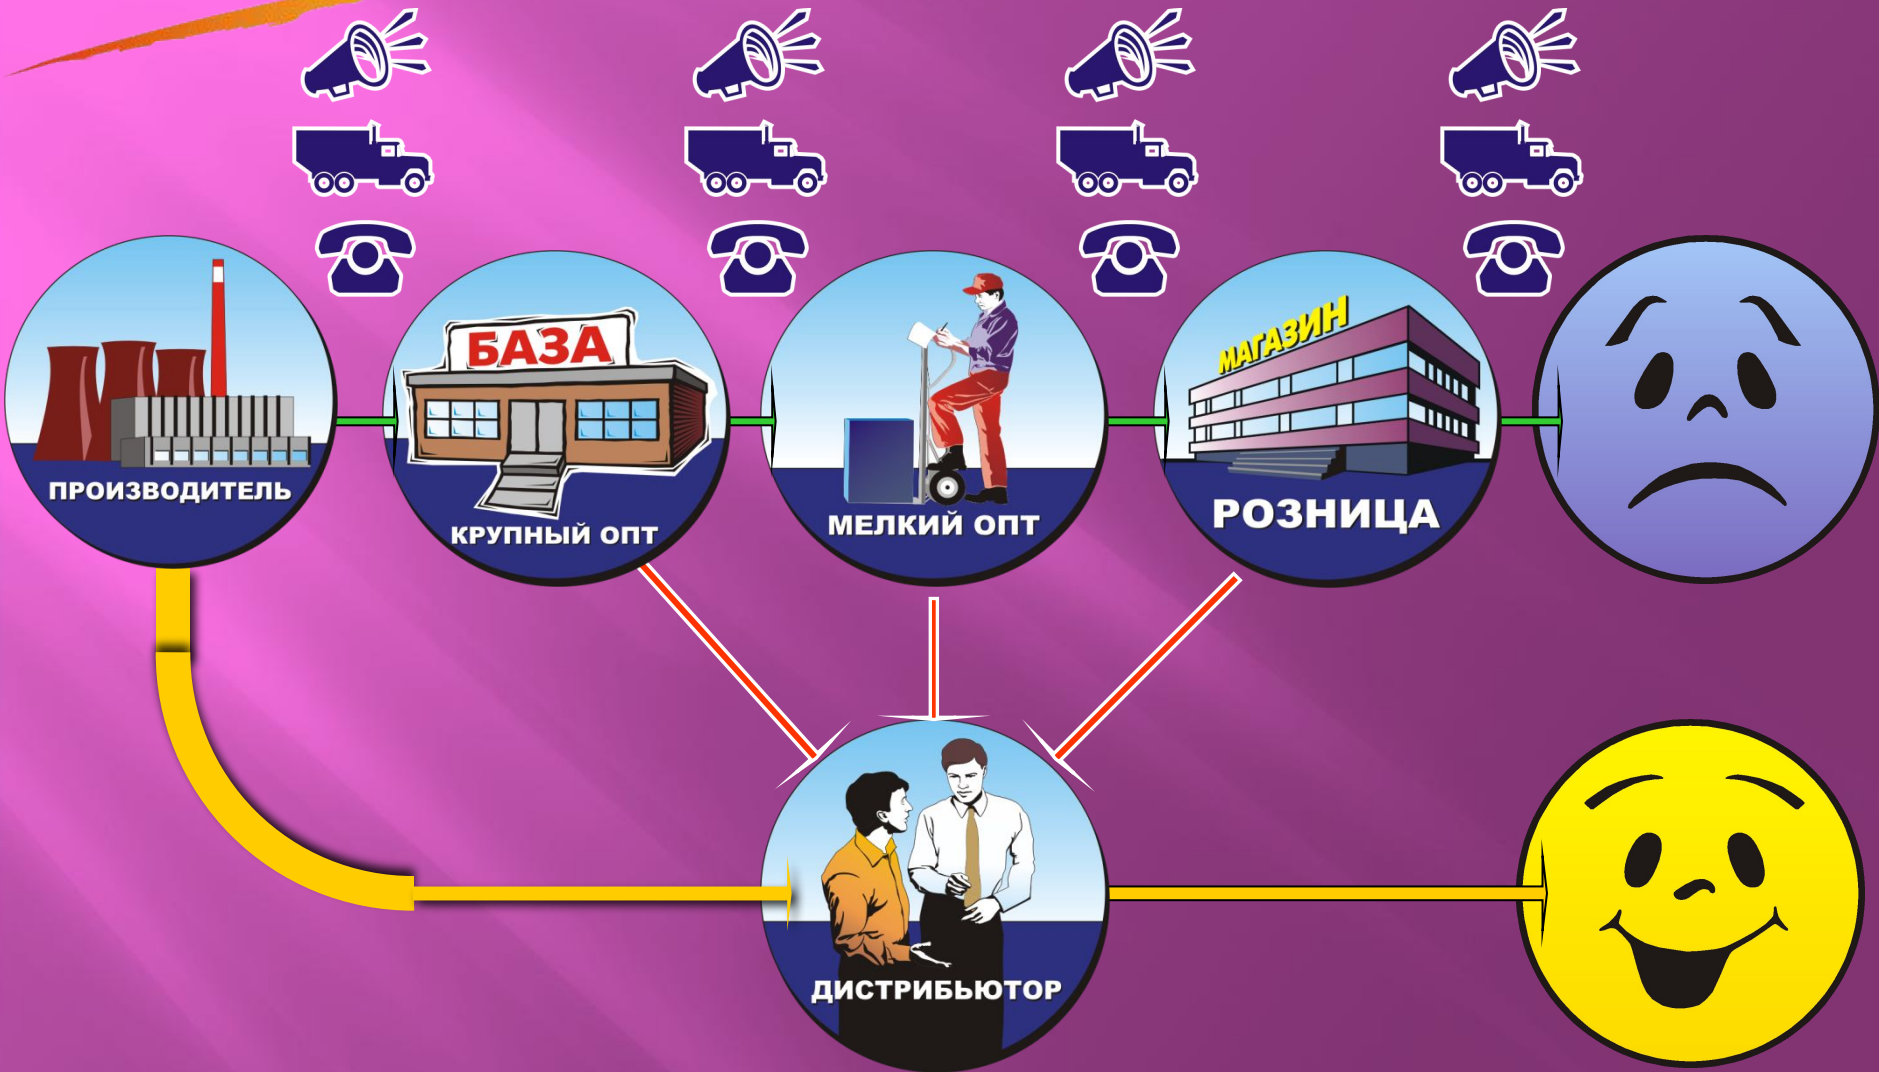 БАЗА
МАГАЗИН
ПРОИЗВОДИТЕЛЬ
КРУПНЫЙ ОПТ
МЕЛКИЙ ОПТ
РОЗНИЦА
ДИСТРИБЬЮТОР